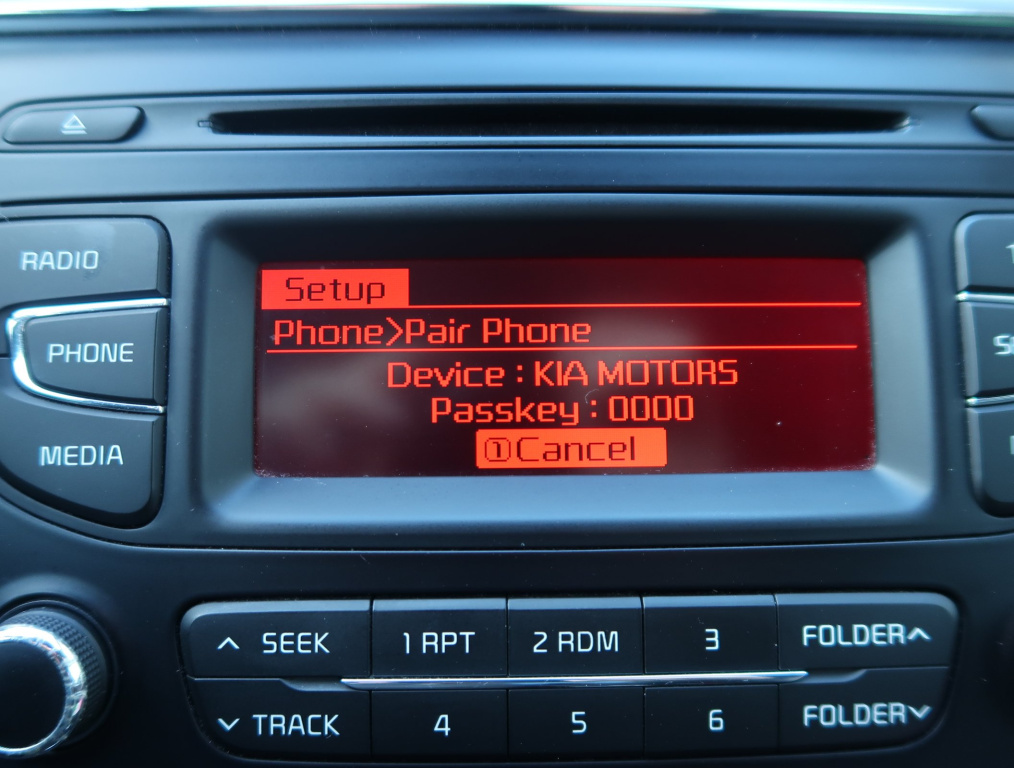 RADIO
PHONE
MEDIA
Setup
Phone>Pair Phone
Device : KIA MOTORS
Passkey : 0000
①Cancel
^ SEEK
1 RPT
2 RDM
3
FOLDER^
v TRACK
4
5
6
FOLDERv